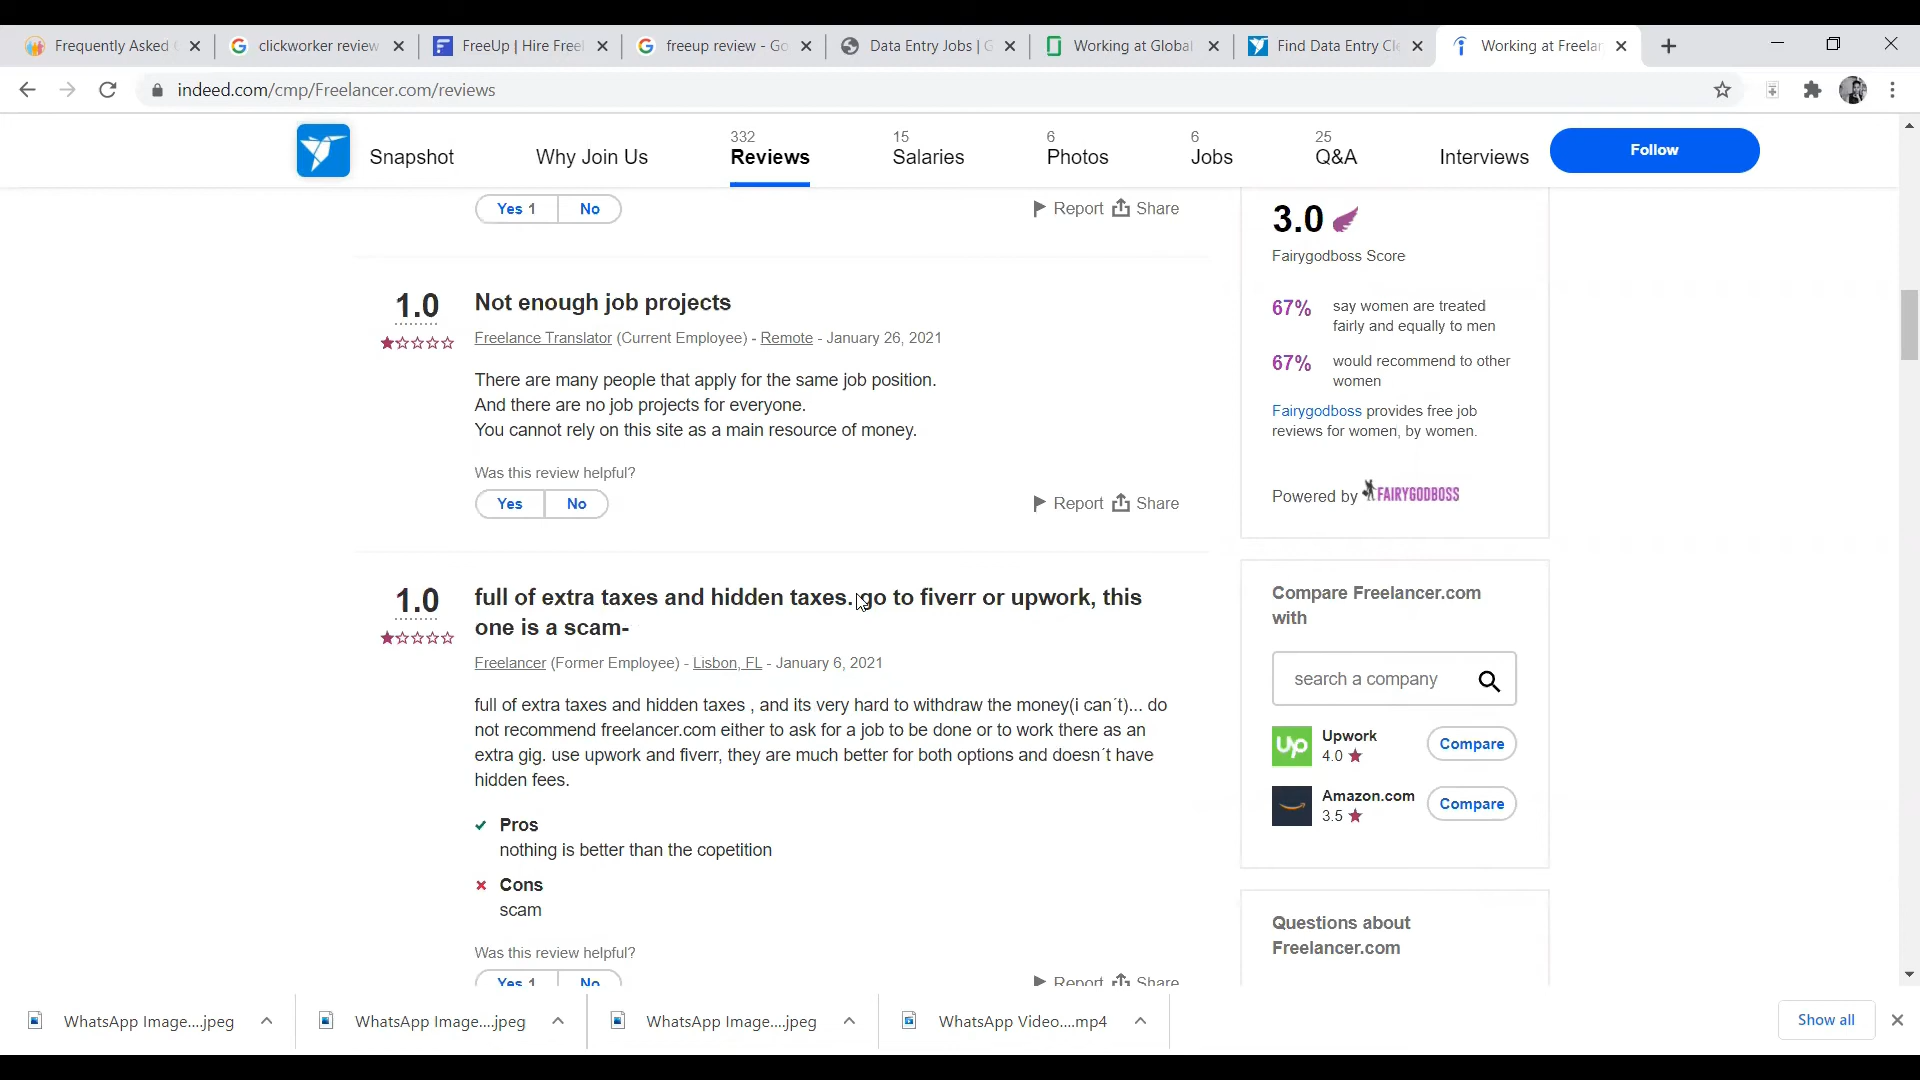 Frequently Asked
clickworker review
FreeUp | Hire Free
freeup review - Go
Data Entry Jobs | G
Working at Global
Find Data Entry Cl
Working at Freelan
indeed.com/cmp/Freelancer.com/reviews
Snapshot
Why Join Us
332
Reviews
15
Salaries
6
Photos
6
Jobs
25
Q&A
Interviews
Follow
Yes 1
No
Report
Share
3.0
Fairygodboss Score
67%
say women are treated
fairly and equally to men
67%
would recommend to other
women
Fairygodboss provides free job
reviews for women, by women.
Powered by FAIRYGODBOSS
1.0
Not enough job projects
Freelance Translator (Current Employee) - Remote - January 26, 2021
There are many people that apply for the same job position.
And there are no job projects for everyone.
You cannot rely on this site as a main resource of money.
Was this review helpful?
Yes
No
Report
Share
1.0
full of extra taxes and hidden taxes. go to fiverr or upwork, this
one is a scam-
Freelancer (Former Employee) - Lisbon, FL - January 6, 2021
full of extra taxes and hidden taxes , and its very hard to withdraw the money(i can´t)... do
not recommend freelancer.com either to ask for a job to be done or to work there as an
extra gig. use upwork and fiverr, they are much better for both options and doesn´t have
hidden fees.
Pros
nothing is better than the copetition
Cons
scam
Was this review helpful?
Yes 1
No
Report
Share
Compare Freelancer.com
with
search a company
Up
Upwork
4.0
Compare
Amazon.com
3.5
Compare
Questions about
Freelancer.com
WhatsApp Image....jpeg
WhatsApp Image....jpeg
WhatsApp Image....jpeg
WhatsApp Video....mp4
Show all